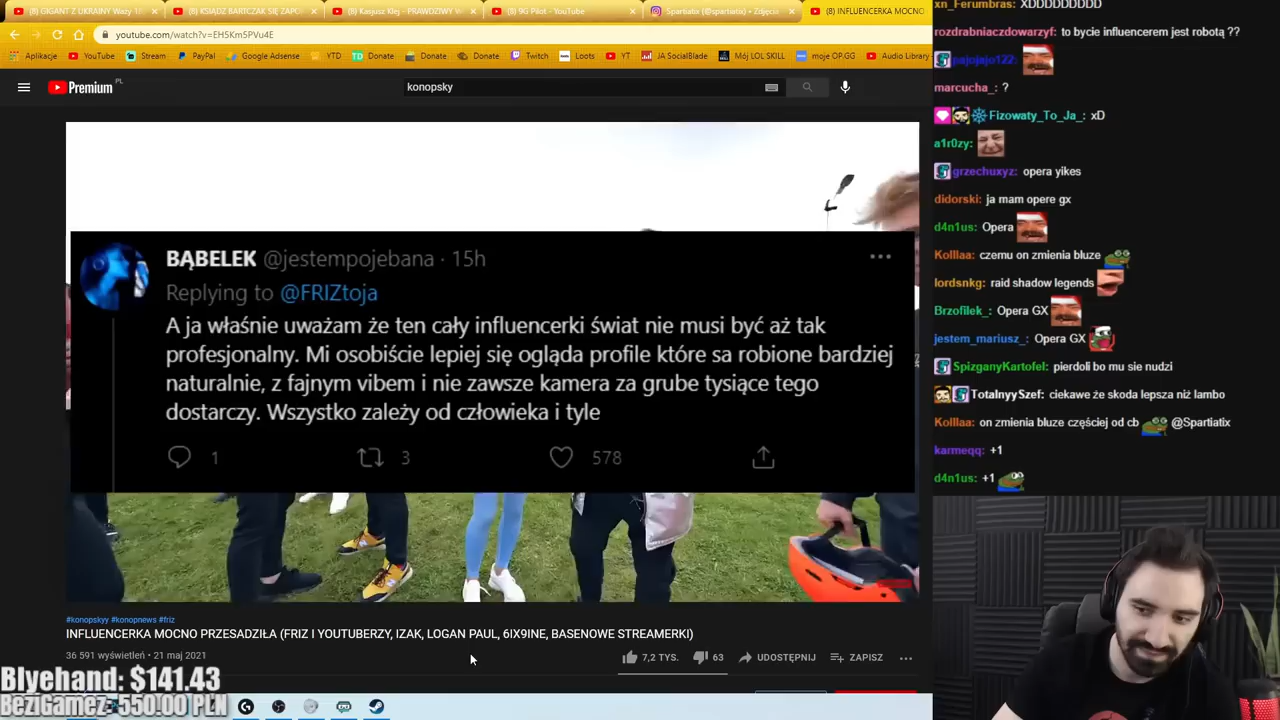 (8) GIGANT Z UKRAINY Wazy 1/
(8) KSIĄDZ BARTCZAK SIĘ ZAPO
(8) Kasjusz Klej - PRAWDZIWY
(8) 9G Pilot - YouTube
Spartiatix (@spartiatix) • Zdjęcia
(8) INFLUENCERKA MOCNO
youtube.com/watch?v=EH5Km5PVu4E
Aplikacje
YouTube
Stream
PayPal
Google Adsense
YTD
Donate
Donate
Donate
Twitch
Loots
YT
JA SocialBlade
Mój LOL SKILL
moje OP.GG
Audio Library
Premium PL
konopsky
BĄBELEK @jestempojebana · 15h
Replying to @FRIZtoja
A ja właśnie uważam że ten cały influencerki świat nie musi być aż tak
profesjonalny. Mi osobiście lepiej się ogląda profile które sa robione bardziej
naturalnie, z fajnym vibem i nie zawsze kamera za grube tysiące tego
dostarczy. Wszystko zależy od człowieka i tyle
1
3
578
#konopskyy #konopnews #friz
INFLUENCERKA MOCNO PRZESADZIŁA (FRIZ I YOUTUBERZY, IZAK, LOGAN PAUL, 6IX9INE, BASENOWE STREAMERKI)
36 591 wyświetleń • 21 maj 2021
7,2 TYS.
63
UDOSTĘPNIJ
ZAPISZ
Blyehand: $141.43
BeziGamez: 550.00 PLN
xn_Ferumbras: XDDDDDDDDD
rozdrabniaczdowarzyf: to bycie influencerem jest robotą ??
pajojajo122:
marcucha_: ?
Fizowaty_To_Ja_: xD
a1r0zy:
grzechuxyz: opera yikes
didorski: ja mam opere gx
d4n1us: Opera
Kolllaa: czemu on zmienia bluze
lordsnkg: raid shadow legends
Brzofilek_: Opera GX
jestem_mariusz_: Opera GX
SpizganyKartofel: pierdoli bo mu sie nudzi
TotalnyySzef: ciekawe że skoda lepsza niż lambo
Kolllaa: on zmienia bluze częściej od cb @Spartiatix
karmeqq: +1
d4n1us: +1